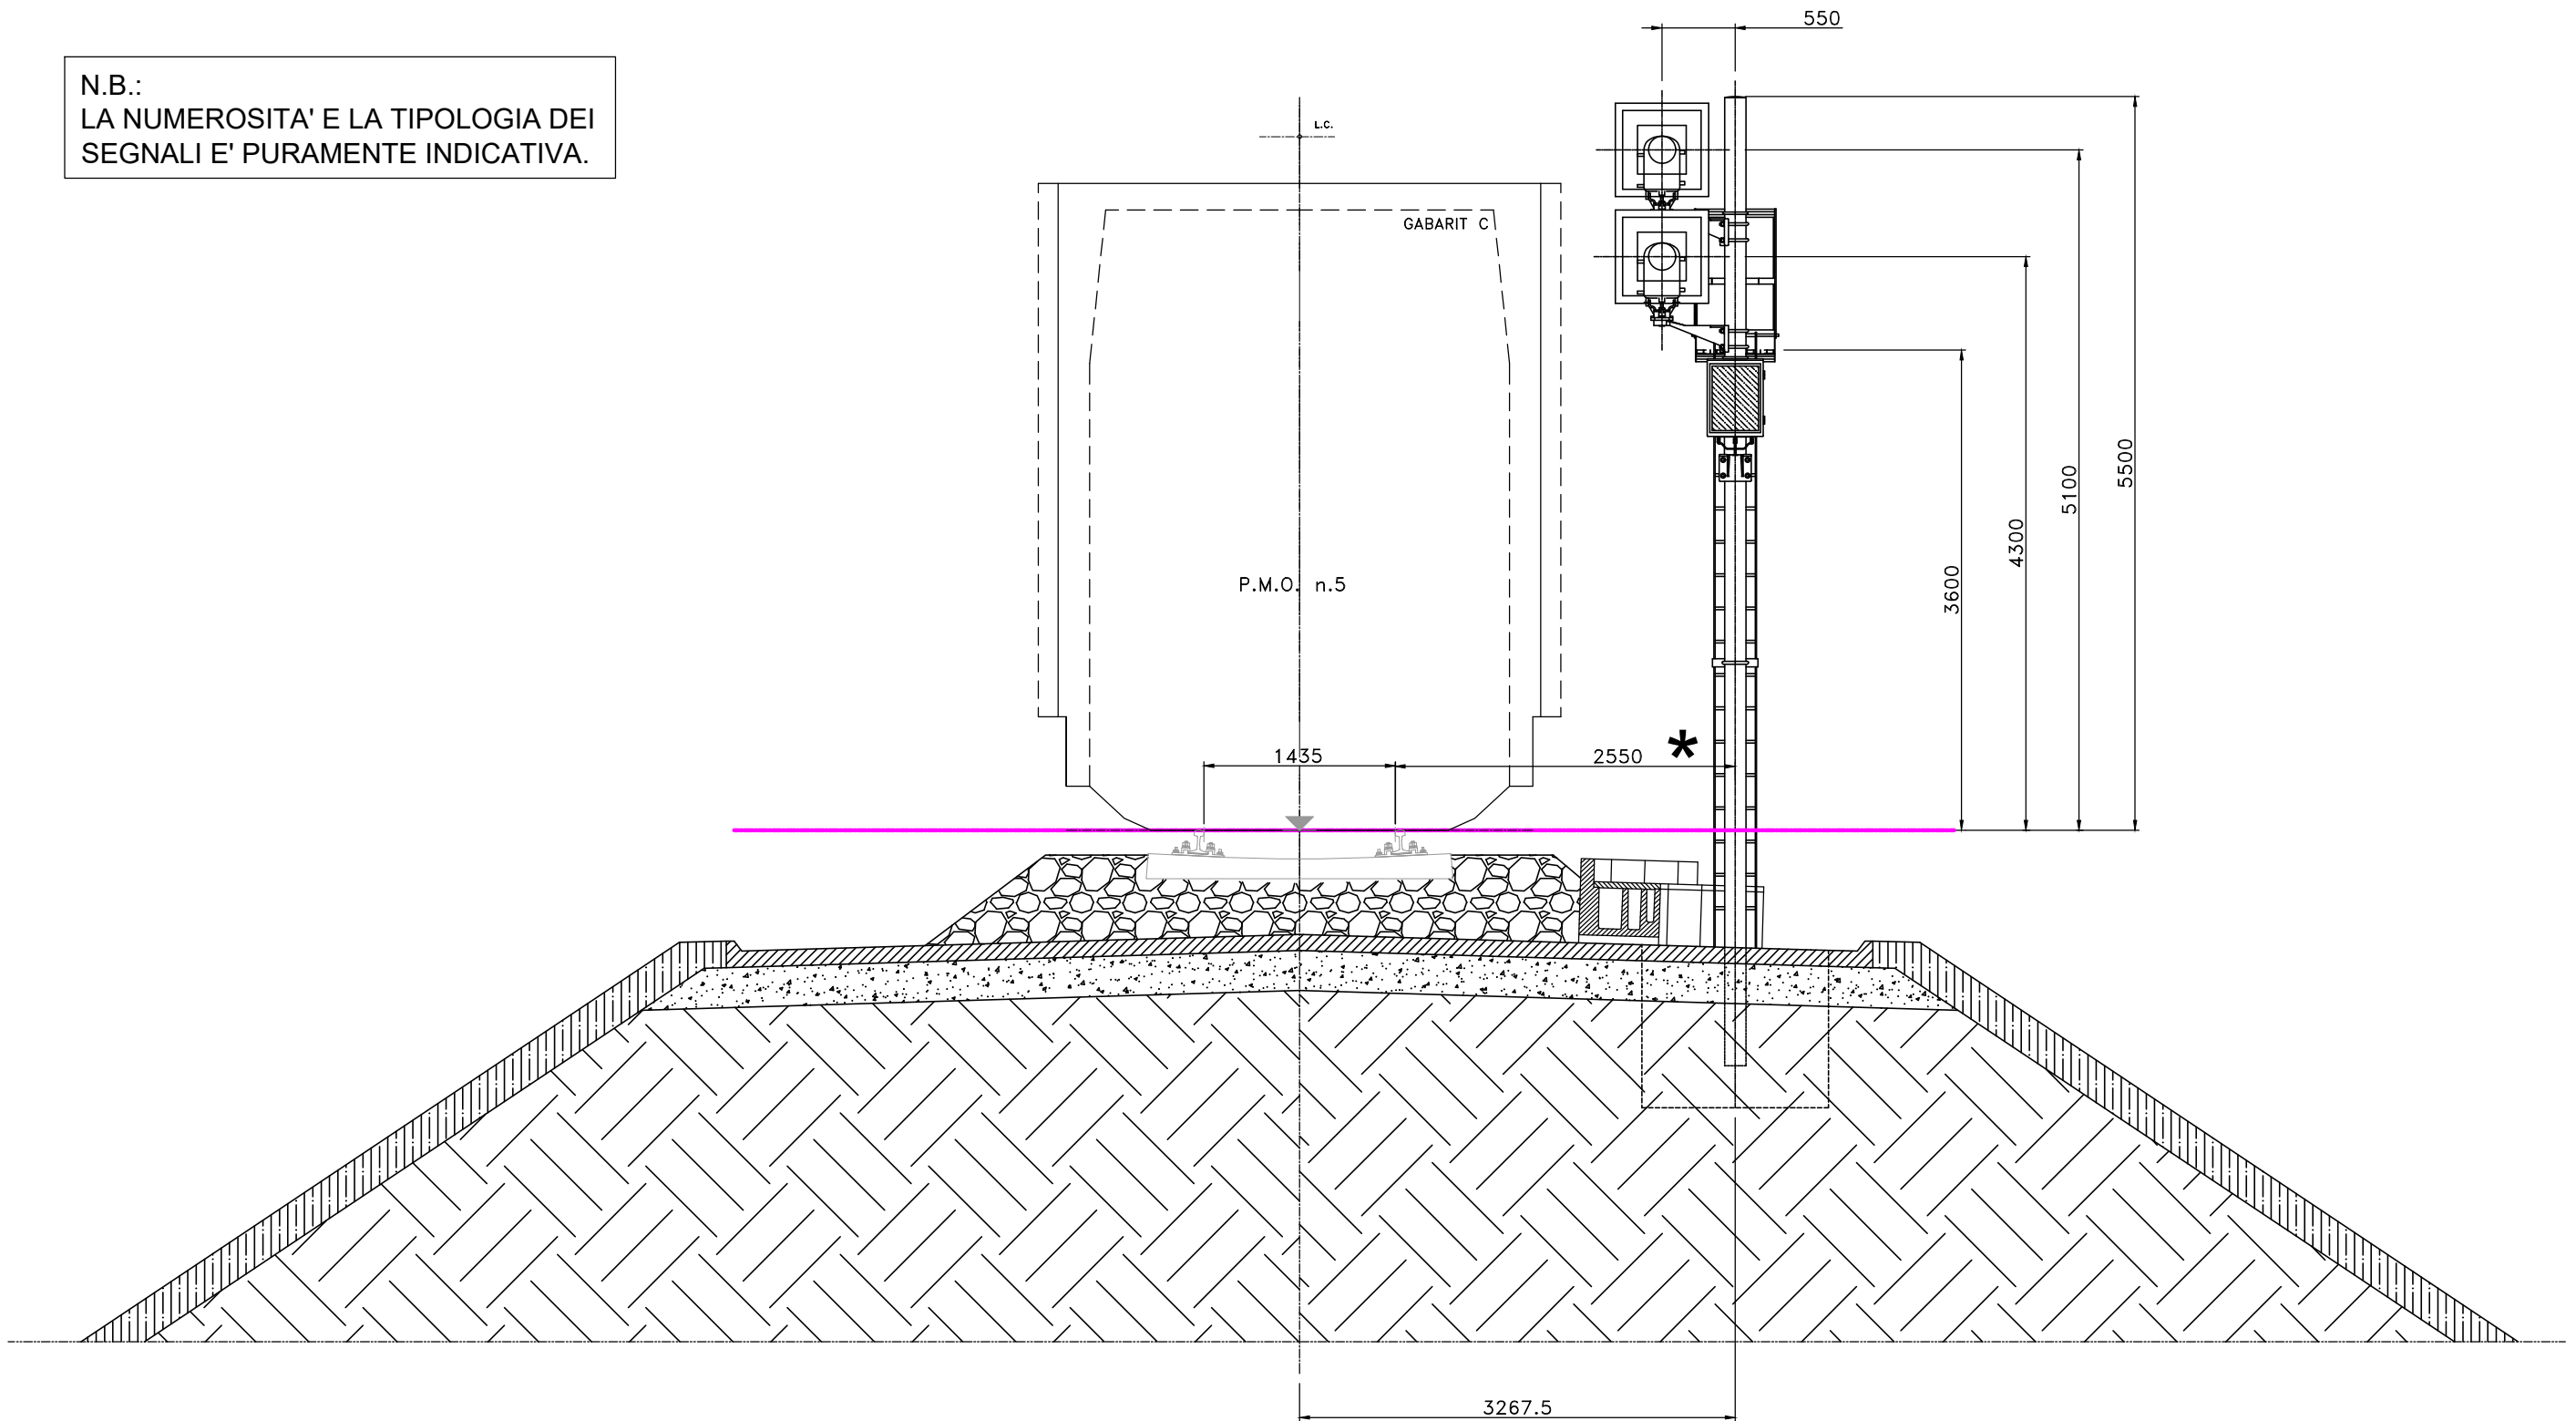 550
N.B.:
LA NUMEROSITA' E LA TIPOLOGIA DEI
SEGNALI E' PURAMENTE INDICATIVA.
L.C.
GABARIT C
P.M.O. n.5
3600
4300
5100
5500
1435
2550 *
3267.5